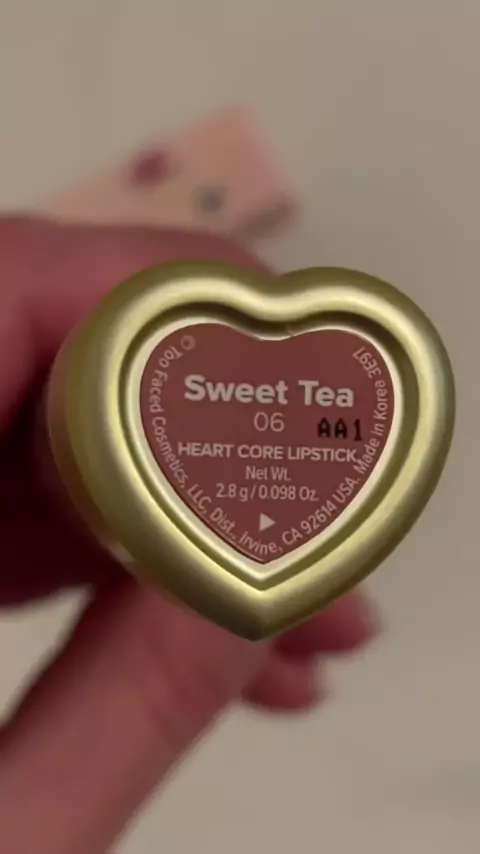 Sweet Tea
06
AA1
HEART CORE LIPSTICK
Net Wt.
2.8 g / 0.098 Oz.
© Too Faced Cosmetics, LLC, Dist., Irvine, CA 92614 USA. Made in Korea 3E97